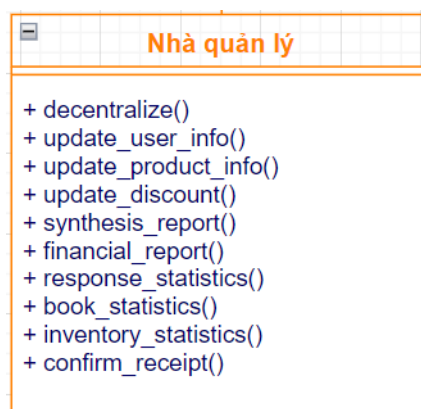 Nhà quản lý
+ decentralize()
+ update_user_info()
+ update_product_info()
+ update_discount()
+ synthesis_report()
+ financial_report()
+ response_statistics()
+ book_statistics()
+ inventory_statistics()
+ confirm_receipt()